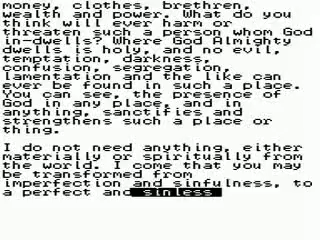 money, clothes, brethren,
wealth and power. What do you
think will ever harm or
threaten such a person whom God
in-dwells? Where God Almighty
dwells is holy, and no evil,
temptation, darkness,
confusion, segregation,
lamentation and the like can
ever be found in such a place.
You can see, the presence of
God in any place, and in
anything, sanctifies and
strengthens such a place or
thing.
I do not need anything, either
materially or spiritually from
the world. I come that you may
be transformed from
imperfection and sinfulness, to
a perfect and sinless